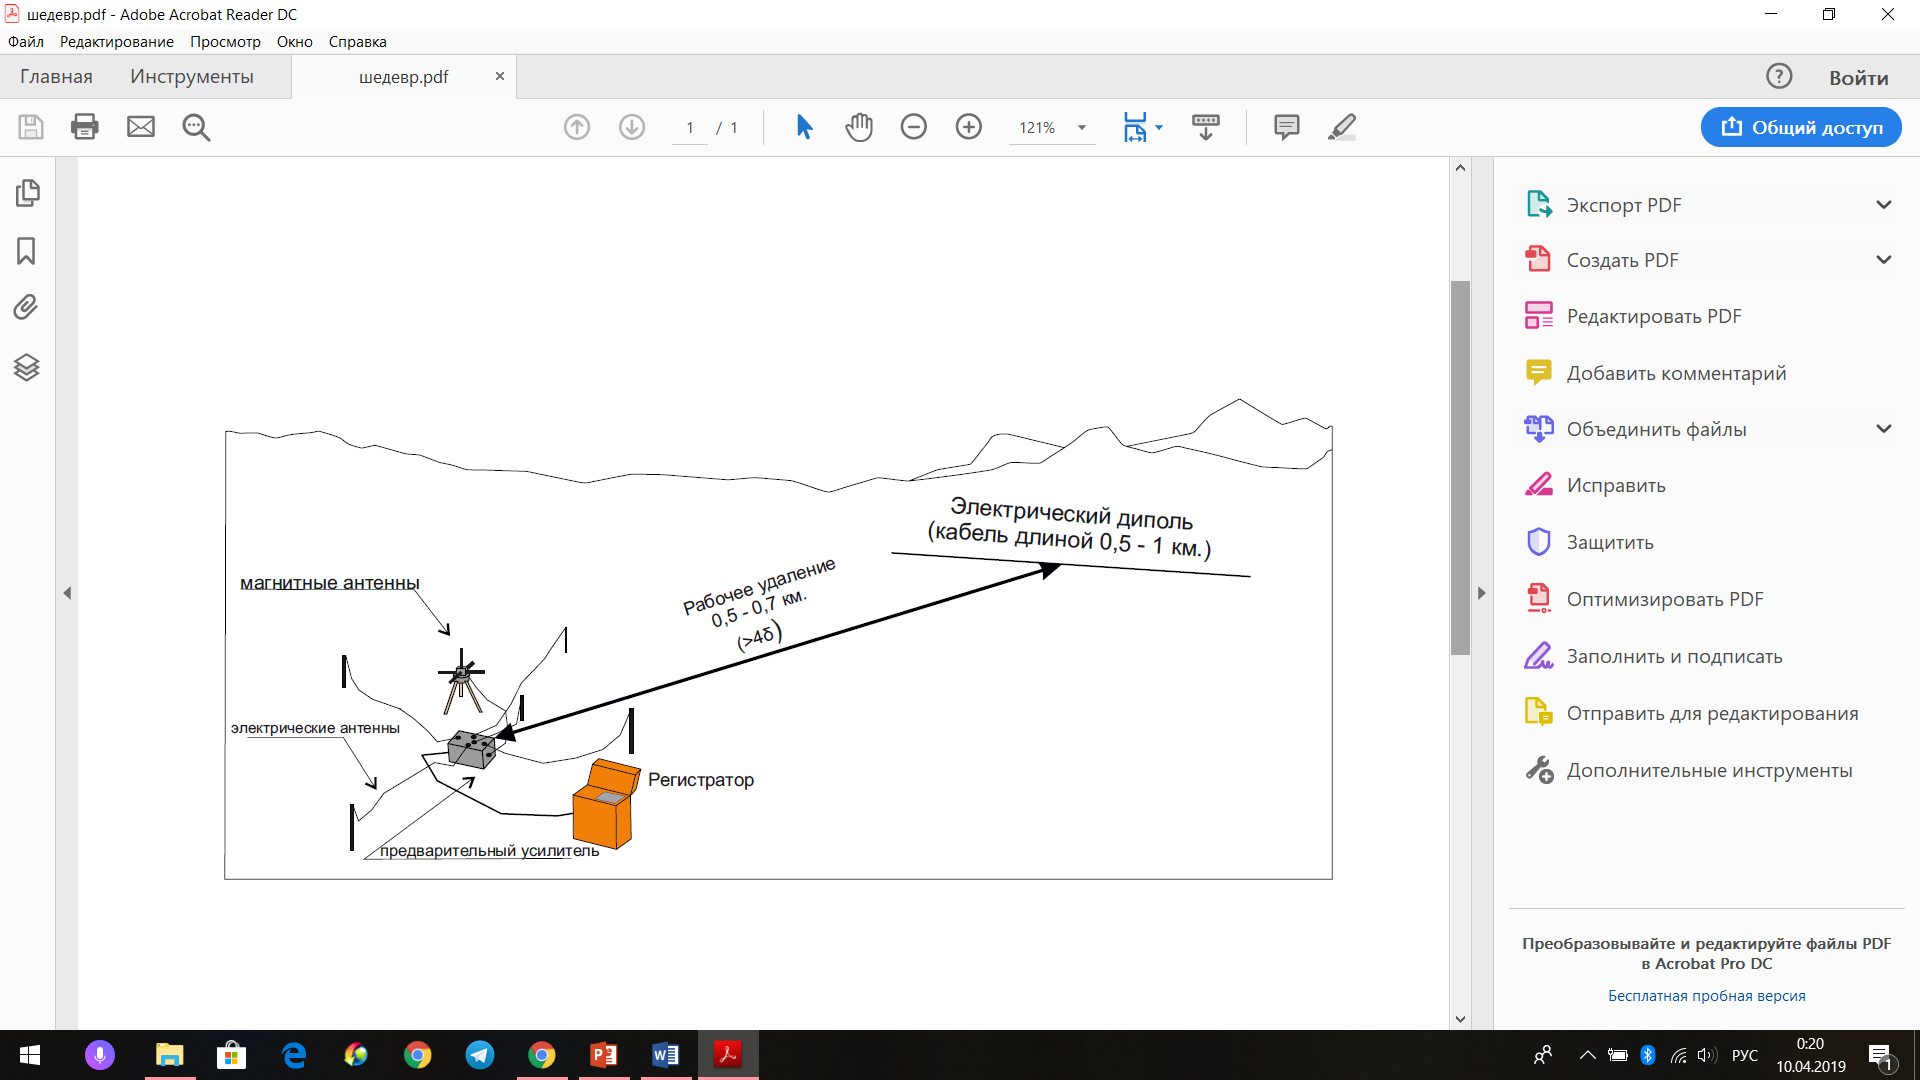 шедевр.pdf - Adobe Acrobat Reader DC
Файл Редактирование Просмотр Окно Справка
Главная Инструменты шедевр.pdf × ? Войти
1 / 1 121% Общий доступ
Экспорт PDF
Создать PDF
Редактировать PDF
Добавить комментарий
Объединить файлы
Исправить
Защитить
Оптимизировать PDF
Заполнить и подписать
Отправить для редактирования
Дополнительные инструменты
Преобразовывайте и редактируйте файлы PDF
в Acrobat Pro DC
Бесплатная пробная версия
Электрический диполь
(кабель длиной 0,5 - 1 км.)
Рабочее удаление
0,5 - 0,7 км.
(>4δ)
магнитные антенны
электрические антенны
Регистратор
предварительный усилитель
РУС
0:20
10.04.2019
1